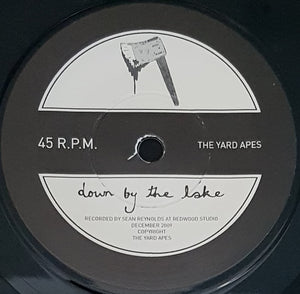 45 R.P.M.
THE YARD APES
down by the lake
RECORDED BY SEAN REYNOLDS AT REDWOOD STUDIO
DECEMBER 2009
COPYRIGHT
THE YARD APES